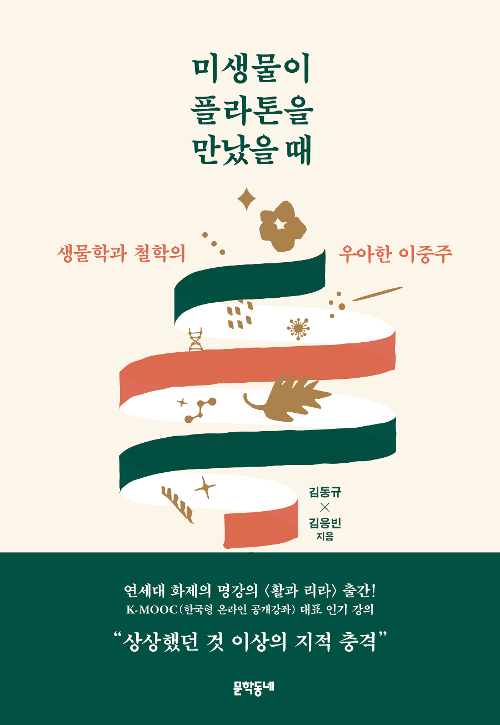 미생물이
플라톤을
만났을 때
생물학과 철학의 우아한 이중주
김동규
×
김응빈
지음
연세대 화제의 명강의 〈활과 리라〉 출간!
K-MOOC(한국형 온라인 공개강좌) 대표 인기 강의
“상상했던 것 이상의 지적 충격”
문학동네